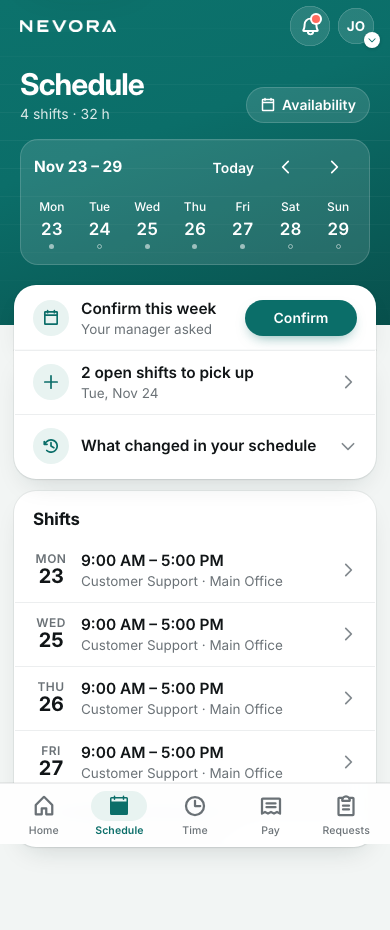 NEVORA
JO
Schedule
4 shifts · 32 h
Availability
Nov 23 – 29
Today
Mon Tue Wed Thu Fri Sat Sun
23 24 25 26 27 28 29
Confirm this week
Your manager asked
Confirm
2 open shifts to pick up
Tue, Nov 24
What changed in your schedule
Shifts
MON
23
9:00 AM – 5:00 PM
Customer Support · Main Office
WED
25
9:00 AM – 5:00 PM
Customer Support · Main Office
THU
26
9:00 AM – 5:00 PM
Customer Support · Main Office
FRI
27
9:00 AM – 5:00 PM
Customer Support · Main Office
Home Schedule Time Pay Requests